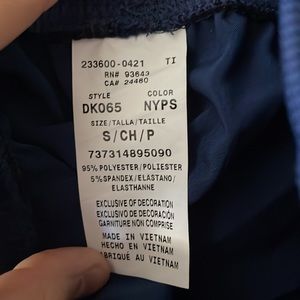 233600-0421 TI
RN# 93643
CA# 24460
STYLE COLOR
DK065 NYPS
SIZE/TALLA/TAILLE
S/CH/P
737314895090
95% POLYESTER/POLIESTER
5% SPANDEX/ELASTANO/
ELASTHANNE
EXCLUSIVE OF DECORATION
EXCLUSIVO DE DECORACIÓN
GARNITURE NON COMPRISE
MADE IN VIETNAM
HECHO EN VIETNAM
FABRIQUÉ AU VIETNAM